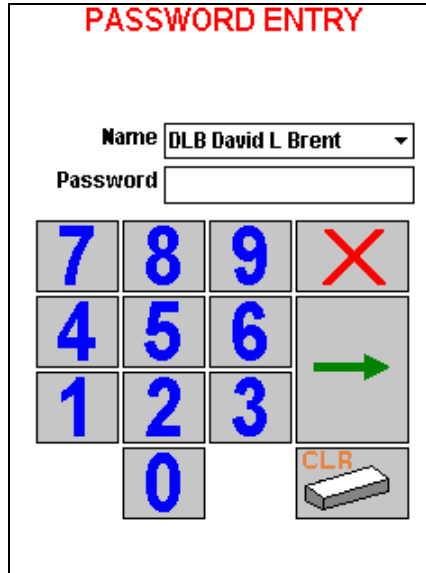 PASSWORD ENTRY
Name DLB David L Brent
Password
7 8 9
4 5 6
1 2 3
0 CLR